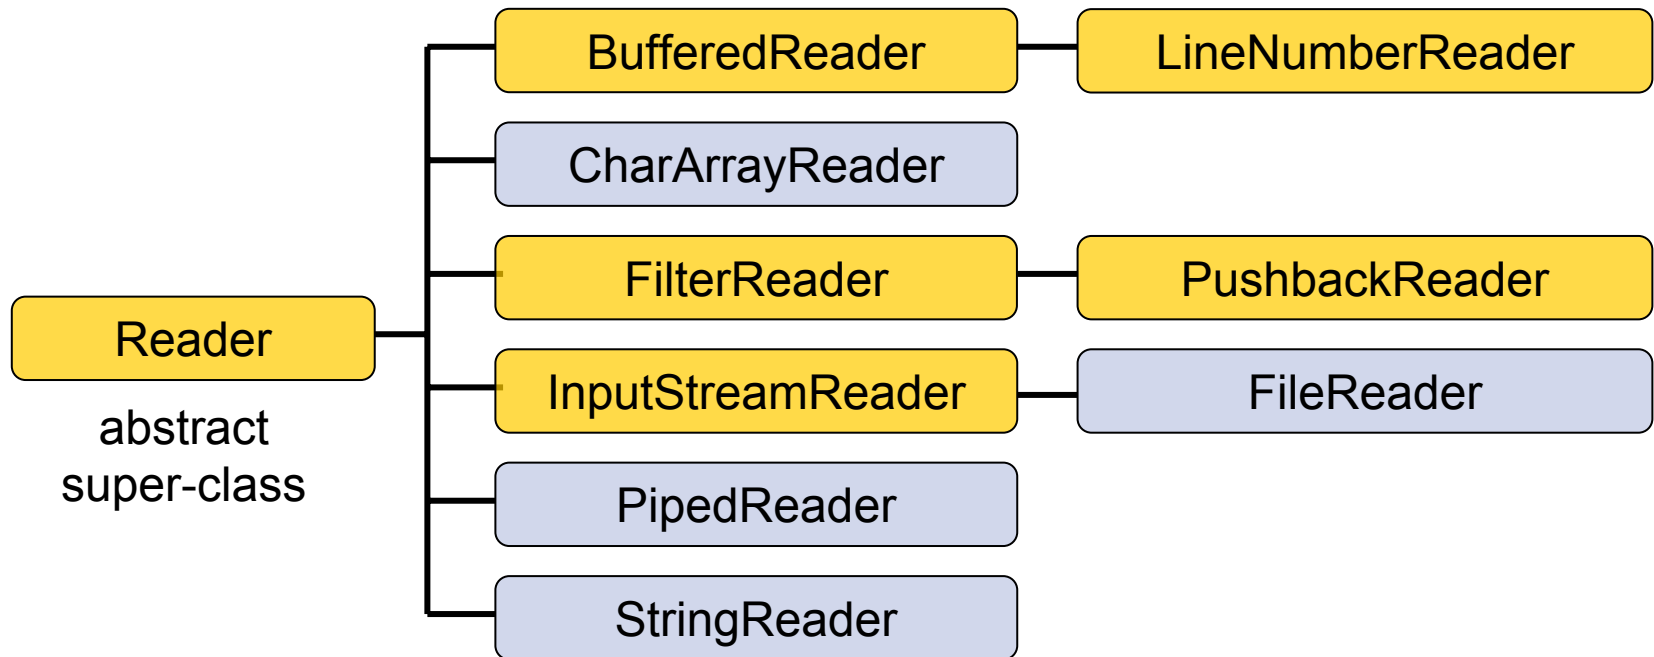 BufferedReader
LineNumberReader
CharArrayReader
FilterReader
PushbackReader
Reader
abstract
super-class
InputStreamReader
FileReader
PipedReader
StringReader